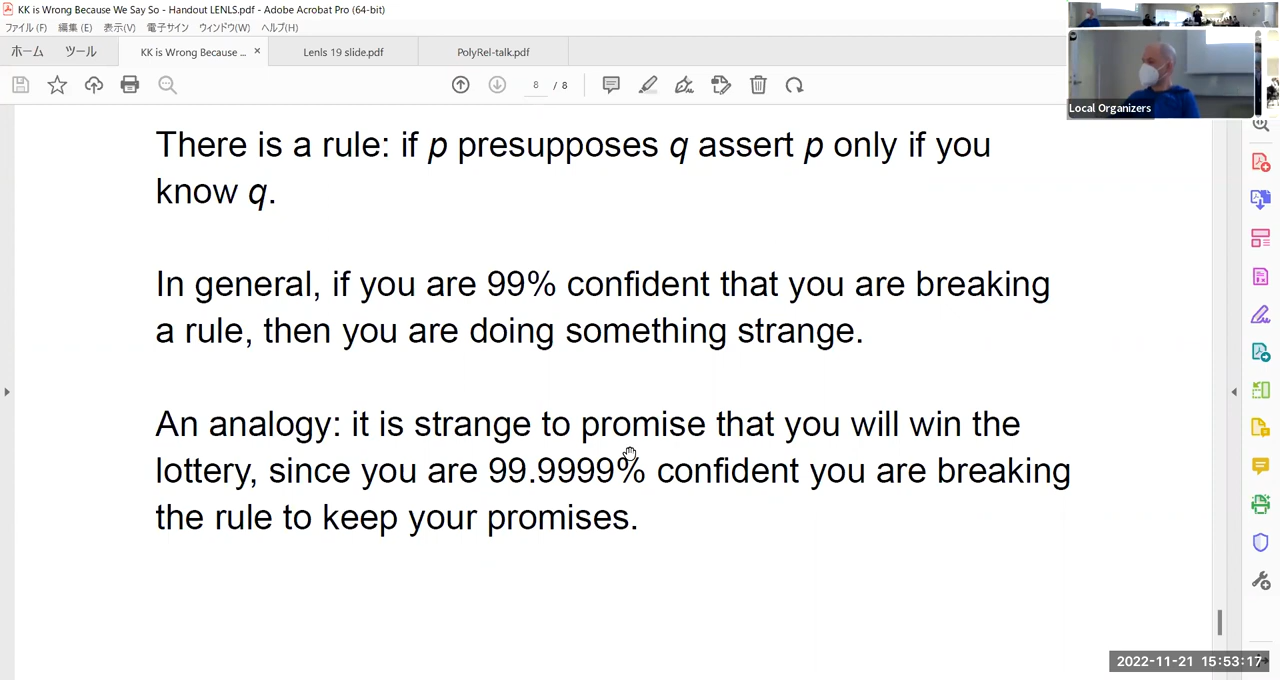 KK is Wrong Because We Say So - Handout LENLS.pdf - Adobe Acrobat Pro (64-bit)
ファイル(F) 編集(E) 表示(V) 電子サイン ウィンドウ(W) ヘルプ(H)
ホーム ツール KK is Wrong Because ... × Lenls 19 slide.pdf PolyRel-talk.pdf
8 / 8
Local Organizers
There is a rule: if p presupposes q assert p only if you
know q.
In general, if you are 99% confident that you are breaking
a rule, then you are doing something strange.
An analogy: it is strange to promise that you will win the
lottery, since you are 99.9999% confident you are breaking
the rule to keep your promises.
2022-11-21 15:53:17